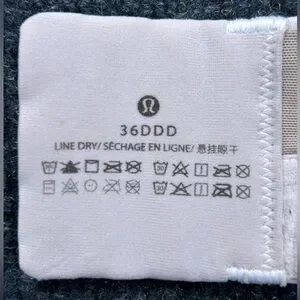 36DDD
LINE DRY/ SÉCHAGE EN LIGNE/ 悬挂晾干